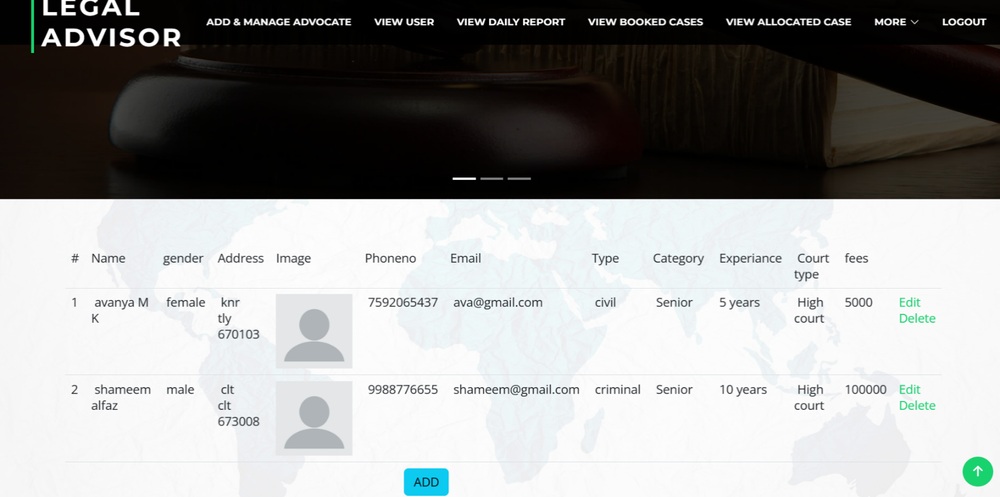 LEGAL
ADVISOR
ADD & MANAGE ADVOCATE VIEW USER VIEW DAILY REPORT VIEW BOOKED CASES VIEW ALLOCATED CASE MORE LOGOUT
# Name gender Address Image Phoneno Email Type Category Experiance Court fees
type
1 avanya M female knr 7592065437 ava@gmail.com civil Senior 5 years High 5000 Edit
K tly court Delete
670103
2 shameem male clt 9988776655 shameem@gmail.com criminal Senior 10 years High 100000 Edit
alfaz clt court Delete
673008
ADD